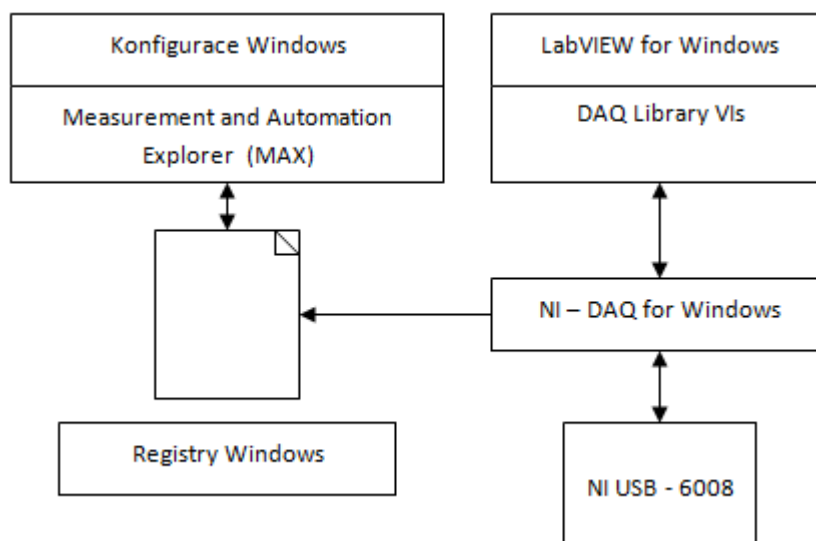 Konfigurace Windows
Measurement and Automation
Explorer (MAX)
LabVIEW for Windows
DAQ Library VIs
NI – DAQ for Windows
Registry Windows
NI USB - 6008